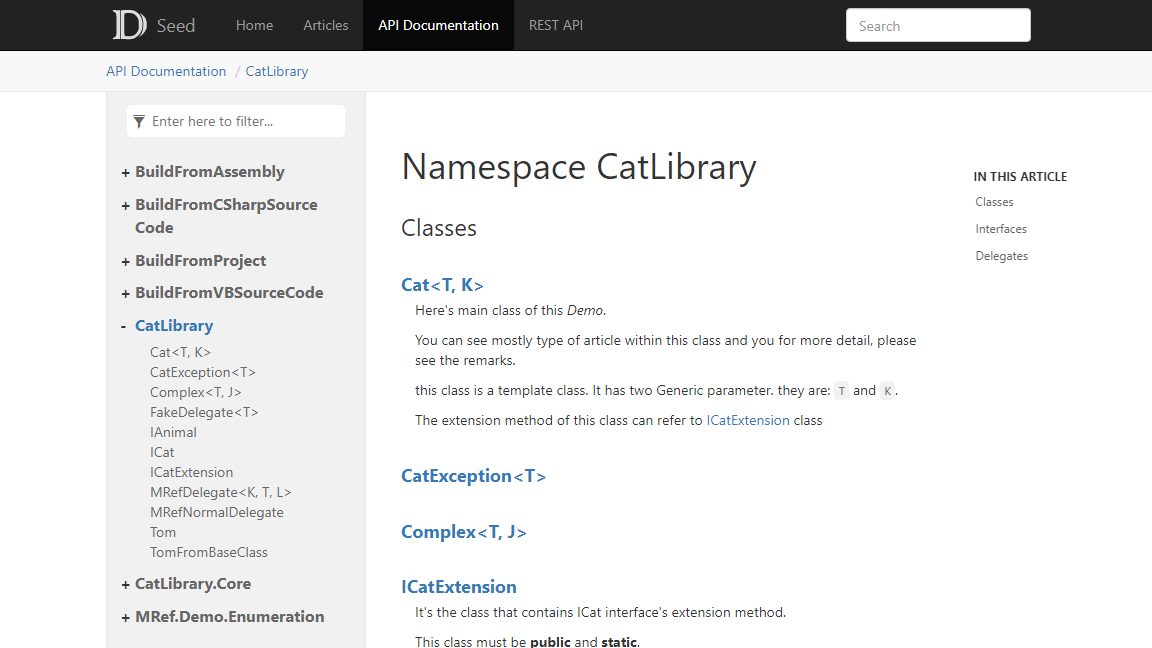 Seed
Home
Articles
API Documentation
REST API
Search
API Documentation / CatLibrary
Enter here to filter...
+ BuildFromAssembly
+ BuildFromCSharpSource
Code
+ BuildFromProject
+ BuildFromVBSourceCode
- CatLibrary
Cat<T, K>
CatException<T>
Complex<T, J>
FakeDelegate<T>
IAnimal
ICat
ICatExtension
MRefDelegate<K, T, L>
MRefNormalDelegate
Tom
TomFromBaseClass
+ CatLibrary.Core
+ MRef.Demo.Enumeration
Namespace CatLibrary
Classes
Cat<T, K>
Here's main class of this Demo.
You can see mostly type of article within this class and you for more detail, please
see the remarks.
this class is a template class. It has two Generic parameter. they are: T and K.
The extension method of this class can refer to ICatExtension class
CatException<T>
Complex<T, J>
ICatExtension
It's the class that contains ICat interface's extension method.
This class must be public and static.
IN THIS ARTICLE
Classes
Interfaces
Delegates